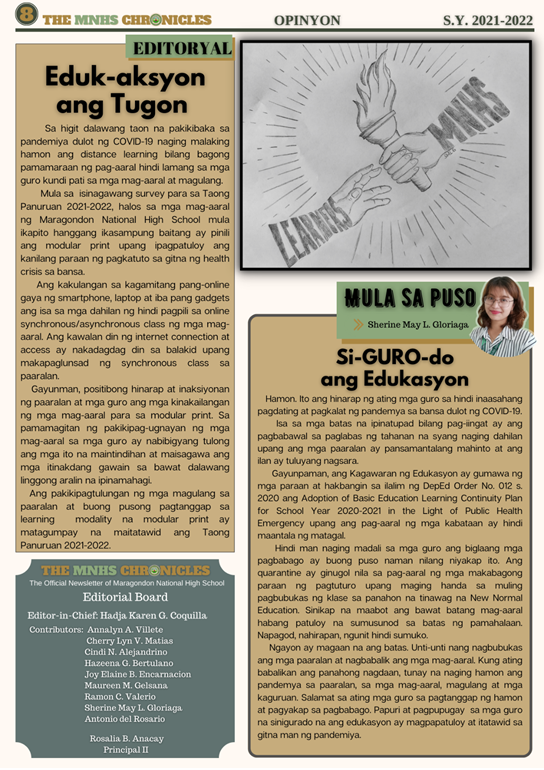 8
THE MNHS CHRONICLES
OPINYON
S.Y. 2021-2022
EDITORYAL
Eduk-aksyon
ang Tugon
Sa higit dalawang taon na pakikibaka sa
pandemiya dulot ng COVID-19 naging malaking
hamon ang distance learning bilang bagong
pamamaraan ng pag-aaral hindi lamang sa mga
guro kundi pati sa mga mag-aaral at magulang.
Mula sa isinagawang survey para sa Taong
Panuruan 2021-2022, halos sa mga mag-aaral
ng Maragondon National High School mula
ikapito hanggang ikasampung baitang ay pinili
ang modular print upang ipagpatuloy ang
kanilang paraan ng pagkatuto sa gitna ng health
crisis sa bansa.
Ang kakulangan sa kagamitang pang-online
gaya ng smartphone, laptop at iba pang gadgets
ang isa sa mga dahilan ng hindi pagpili sa online
synchronous/asynchronous class ng mga mag-
aaral. Ang kawalan din ng internet connection at
access ay nakadagdag din sa balakid upang
makapaglunsad ng synchronous class sa
paaralan.
Gayunman, positibong hinarap at inaksiyonan
ng paaralan at mga guro ang mga kinakailangan
ng mga mag-aaral para sa modular print. Sa
pamamagitan ng pakikipag-ugnayan ng mga
mag-aaral sa mga guro ay nabibigyang tulong
ang mga ito na maintindihan at maisagawa ang
mga itinakdang gawain sa bawat dalawang
linggong aralin na ipinamahagi.
Ang pakikipagtulungan ng mga magulang sa
paaralan at buong pusong pagtanggap sa
learning modality na modular print ay
matagumpay na maitatawid ang Taong
Panuruan 2021-2022.
THE MNHS CHRONICLES
The Official Newsletter of Maragondon National High School
Editorial Board
Editor-in-Chief: Hadja Karen G. Coquilla
Contributors: Annalyn A. Villete
Cherry Lyn V. Matias
Cindi N. Alejandrino
Hazeena G. Bertulano
Joy Elaine B. Encarnacion
Maureen M. Gelsana
Ramon C. Valerio
Sherine May L. Gloriaga
Antonio del Rosario
Rosalia B. Anacay
Principal II
MNHS
LEARNERS
MULA SA PUSO
Sherine May L. Gloriaga
Si-GURO-do
ang Edukasyon
Hamon. Ito ang hinarap ng ating mga guro sa hindi inaasahang
pagdating at pagkalat ng pandemya sa bansa dulot ng COVID-19.
Isa sa mga batas na ipinatupad bilang pag-iingat ay ang
pagbabawal sa paglabas ng tahanan na syang naging dahilan
upang ang mga paaralan ay pansamantalang mahinto at ang
ilan ay tuluyang nagsara.
Gayunpaman, ang Kagawaran ng Edukasyon ay gumawa ng
mga paraan at hakbangin sa ilalim ng DepEd Order No. 012 s.
2020 ang Adoption of Basic Education Learning Continuity Plan
for School Year 2020-2021 in the Light of Public Health
Emergency upang ang pag-aaral ng mga kabataan ay hindi
maantala ng matagal.
Hindi man naging madali sa mga guro ang biglaang mga
pagbabago ay buong puso naman nilang niyakap ito. Ang
quarantine ay ginugol nila sa pag-aaral ng mga makabagong
paraan ng pagtuturo upang maging handa sa muling
pagbubukas ng klase sa panahon na tinawag na New Normal
Education. Sinikap na maabot ang bawat batang mag-aaral
habang patuloy na sumusunod sa batas ng pamahalaan.
Napagod, nahirapan, ngunit hindi sumuko.
Ngayon ay magaan na ang batas. Unti-unti nang nagbubukas
ang mga paaralan at nagbabalik ang mga mag-aaral. Kung ating
babalikan ang panahong nagdaan, tunay na naging hamon ang
pandemya sa paaralan, sa mga mag-aaral, magulang at mga
kaguruan. Salamat sa ating mga guro sa pagtanggap ng hamon
at pagyakap sa pagbabago. Papuri at pagpupugay sa mga guro
na sinigurado na ang edukasyon ay magpapatuloy at itatawid sa
gitna man ng pandemiya.